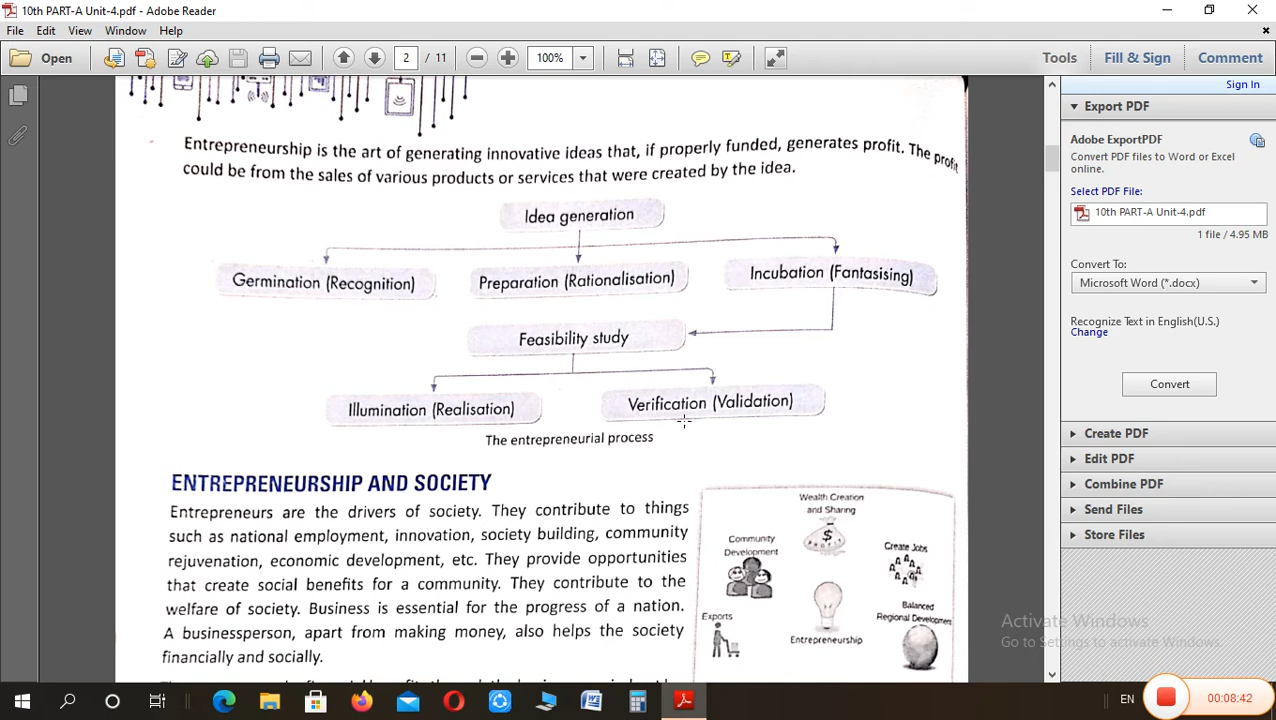 10th PART-A Unit-4.pdf - Adobe Reader
File Edit View Window Help
Open
2 / 11
100%
Tools
Fill & Sign
Comment
Sign In
Export PDF
Adobe ExportPDF
Convert PDF files to Word or Excel
online.
Select PDF File:
10th PART-A Unit-4.pdf
1 file / 4.95 MB
Convert To:
Microsoft Word (*.docx)
Recognize Text in English(U.S.)
Change
Convert
Create PDF
Edit PDF
Combine PDF
Send Files
Store Files
Entrepreneurship is the art of generating innovative ideas that, if properly funded, generates profit. The profit
could be from the sales of various products or services that were created by the idea.
Idea generation
Germination (Recognition)
Preparation (Rationalisation)
Incubation (Fantasising)
Feasibility study
Illumination (Realisation)
Verification (Validation)
The entrepreneurial process
ENTREPRENEURSHIP AND SOCIETY
Entrepreneurs are the drivers of society. They contribute to things
such as national employment, innovation, society building, community
rejuvenation, economic development, etc. They provide opportunities
that create social benefits for a community. They contribute to the
welfare of society. Business is essential for the progress of a nation.
A businessperson, apart from making money, also helps the society
financially and socially.
Wealth Creation
and Sharing
$
PROFIT
Community
Development
Create Jobs
Exports
Entrepreneurship
Balanced
Regional Development
Activate Windows
Go to Settings to activate Windows.
EN
00:08:42